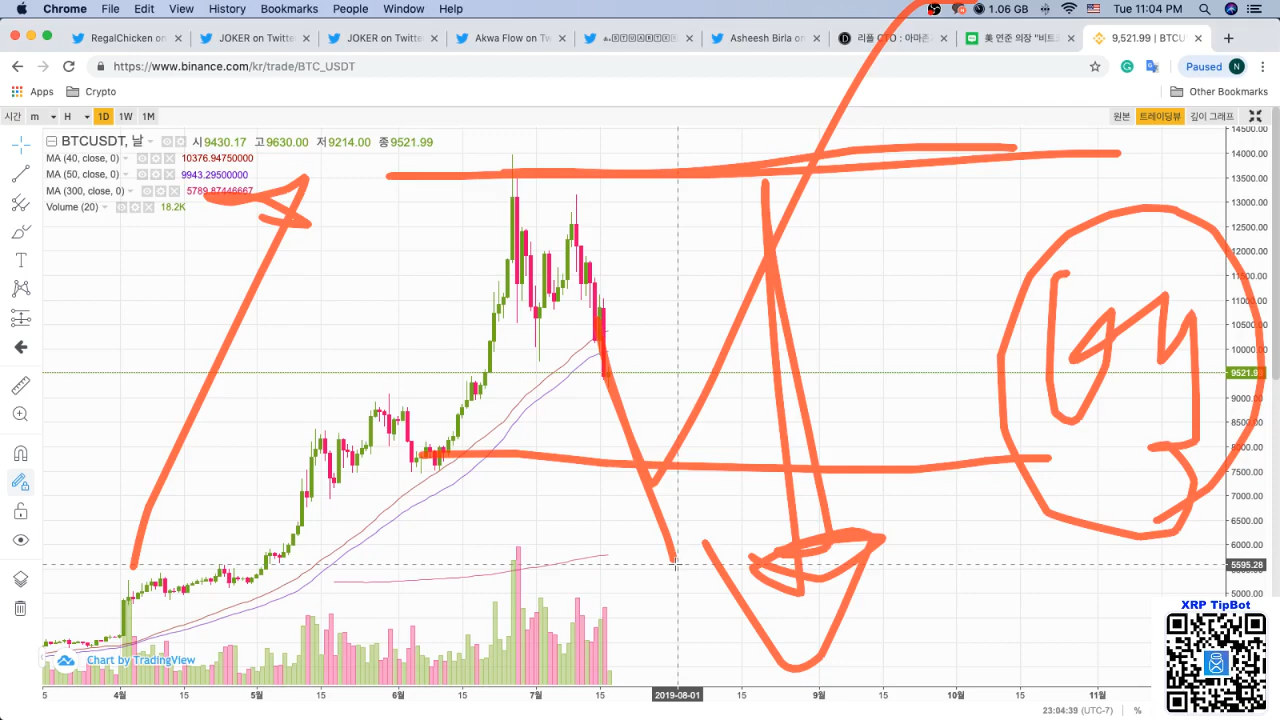 Chrome File Edit View History Bookmarks People Window Help 1.06 GB Tue 11:04 PM
RegalChicken on JOKER on Twitter JOKER on Twitter Akwa Flow on Tw Asheesh Birla on 리플 CTO : 아마존 美 연준 의장 "비트 9,521.99 | BTCU
https://www.binance.com/kr/trade/BTC_USDT Paused N
Apps Crypto Other Bookmarks
시간 m H 1D 1W 1M 원본 트레이딩뷰 깊이 그래프
BTCUSDT, 날 시9430.17 고9630.00 저9214.00 종9521.99
MA (40, close, 0) 10376.94750000
MA (50, close, 0) 9943.29500000
MA (300, close, 0) 5789.87446667
Volume (20) 18.2K
14500.00
14000.00
13500.00
13000.00
12500.00
12000.00
11500.00
11000.00
10500.00
10000.00
9521.99
9000.00
8500.00
8000.00
7500.00
7000.00
6500.00
6000.00
5595.28
5000.00
XRP TipBot
Chart by TradingView
5 4월 15 5월 15 6월 15 7월 15 2019-08-01 15 9월 15 10월 15 11월
23:04:39 (UTC-7) %